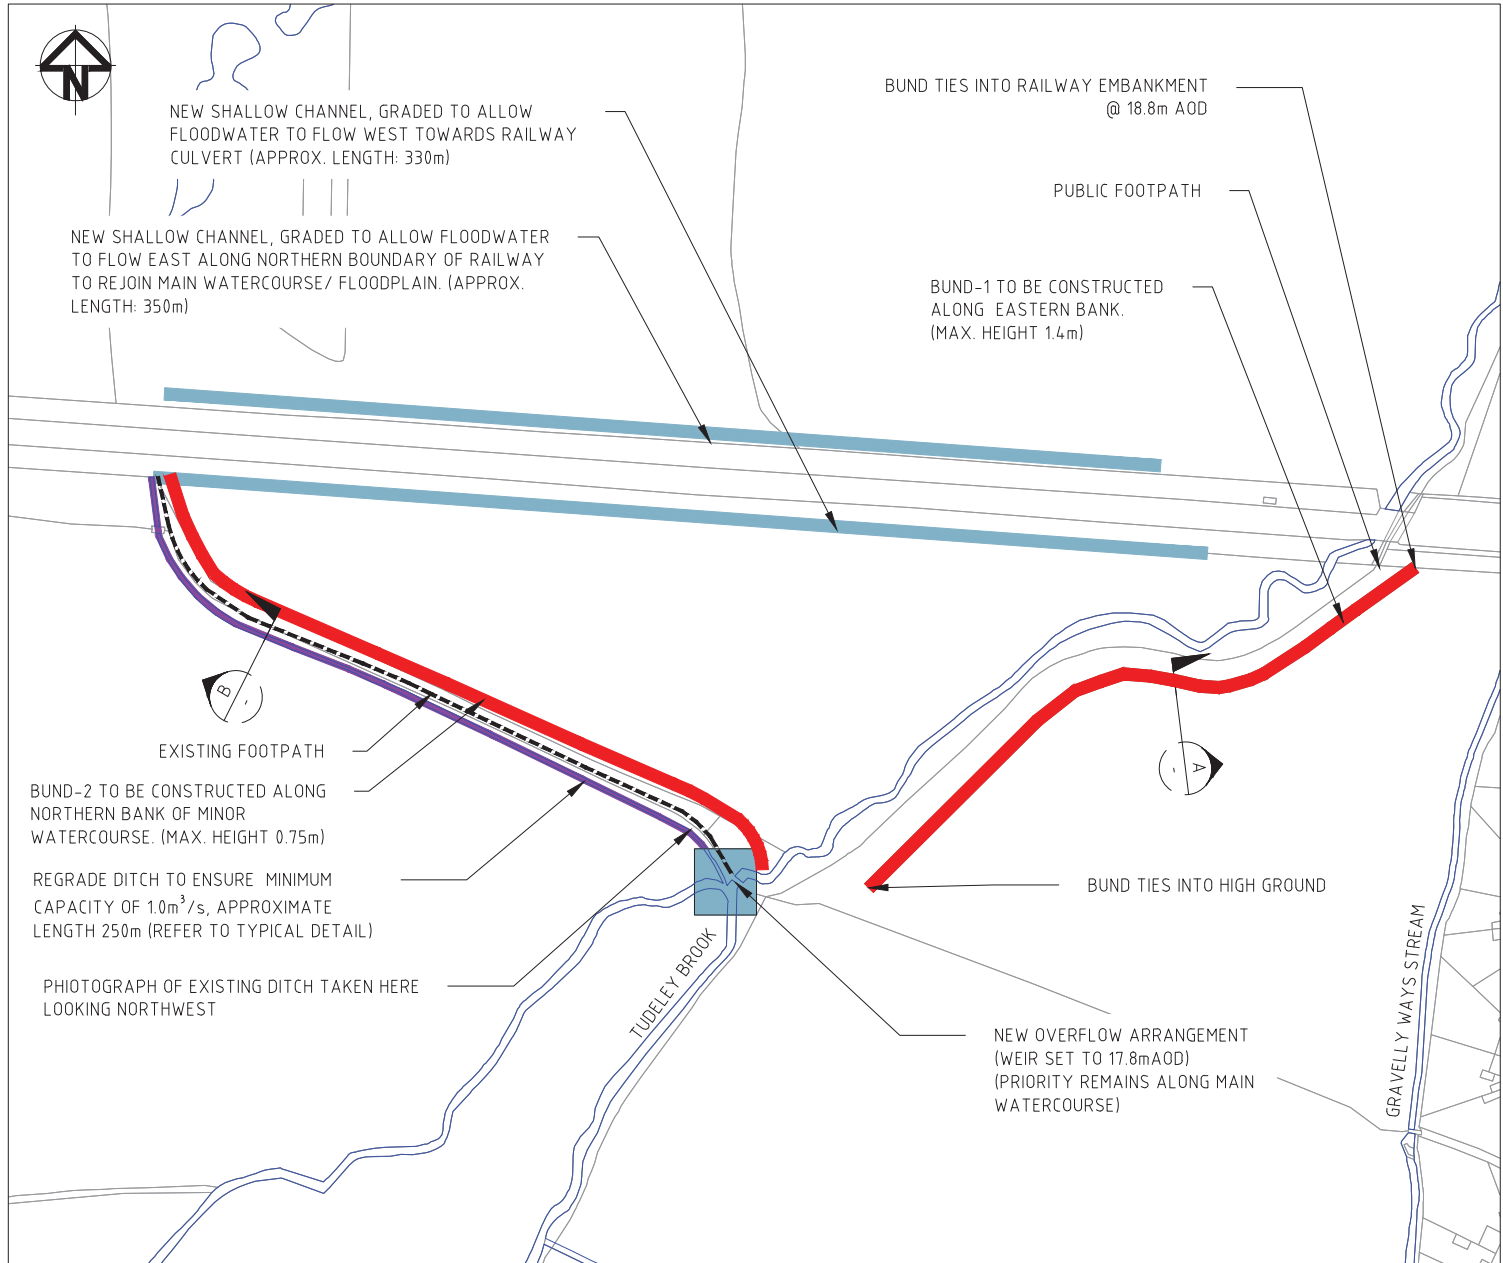 N
NEW SHALLOW CHANNEL, GRADED TO ALLOW
FLOODWATER TO FLOW WEST TOWARDS RAILWAY
CULVERT (APPROX. LENGTH: 330m)
NEW SHALLOW CHANNEL, GRADED TO ALLOW FLOODWATER
TO FLOW EAST ALONG NORTHERN BOUNDARY OF RAILWAY
TO REJOIN MAIN WATERCOURSE/ FLOODPLAIN. (APPROX.
LENGTH: 350m)
BUND TIES INTO RAILWAY EMBANKMENT
@ 18.8m AOD
PUBLIC FOOTPATH
BUND-1 TO BE CONSTRUCTED
ALONG EASTERN BANK.
(MAX. HEIGHT 1.4m)
B
-
A
-
EXISTING FOOTPATH
BUND-2 TO BE CONSTRUCTED ALONG
NORTHERN BANK OF MINOR
WATERCOURSE. (MAX. HEIGHT 0.75m)
REGRADE DITCH TO ENSURE MINIMUM
CAPACITY OF 1.0m³/s, APPROXIMATE
LENGTH 250m (REFER TO TYPICAL DETAIL)
PHIOTOGRAPH OF EXISTING DITCH TAKEN HERE
LOOKING NORTHWEST
TUDELEY BROOK
BUND TIES INTO HIGH GROUND
NEW OVERFLOW ARRANGEMENT
(WEIR SET TO 17.8mAOD)
(PRIORITY REMAINS ALONG MAIN
WATERCOURSE)
GRAVELLY WAYS STREAM